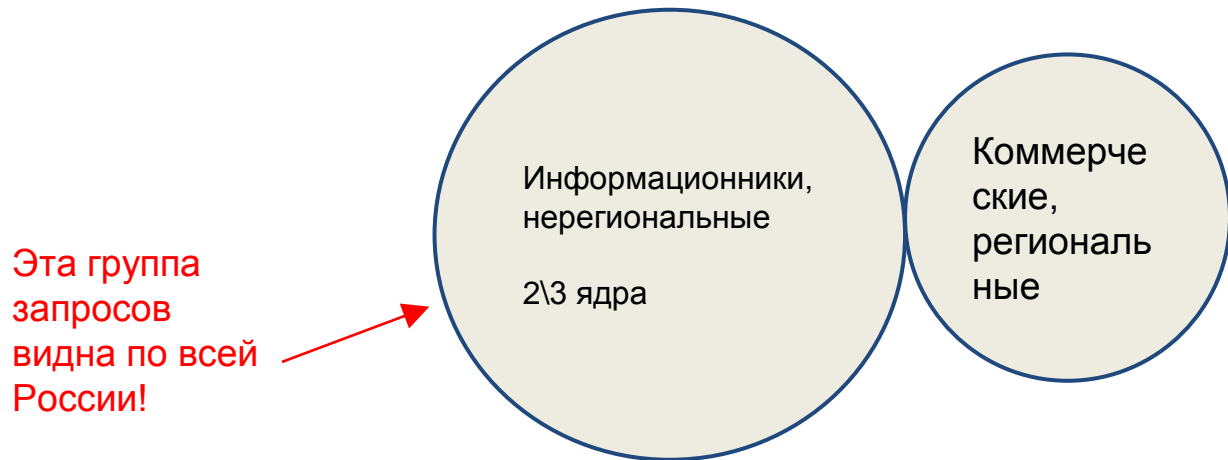 Эта группа
запросов
видна по всей
России!
Информационники,
нерегиональные
2\3 ядра
Коммерче
ские,
региональ
ные